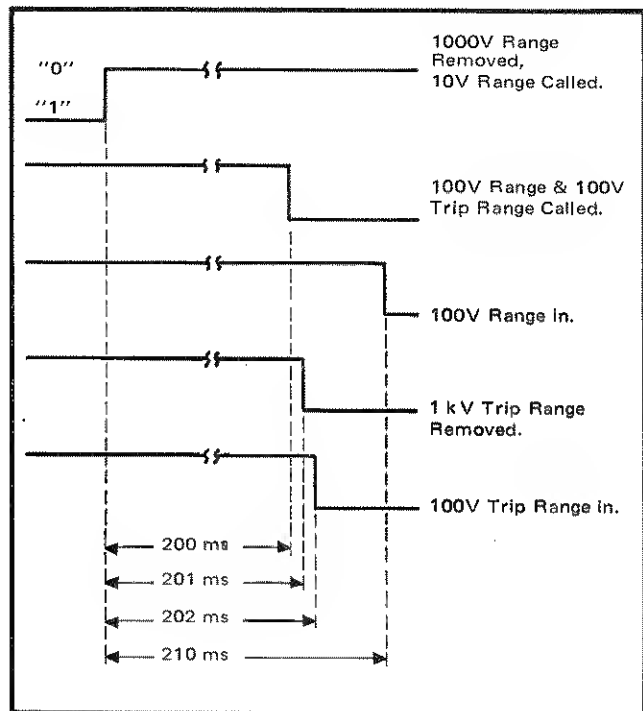 "0"
"1"
1000V Range
Removed,
10V Range Called.
100V Range & 100V
Trip Range Called.
100V Range in.
1 kV Trip Range
Removed.
100V Trip Range in.
200 ms
201 ms
202 ms
210 ms